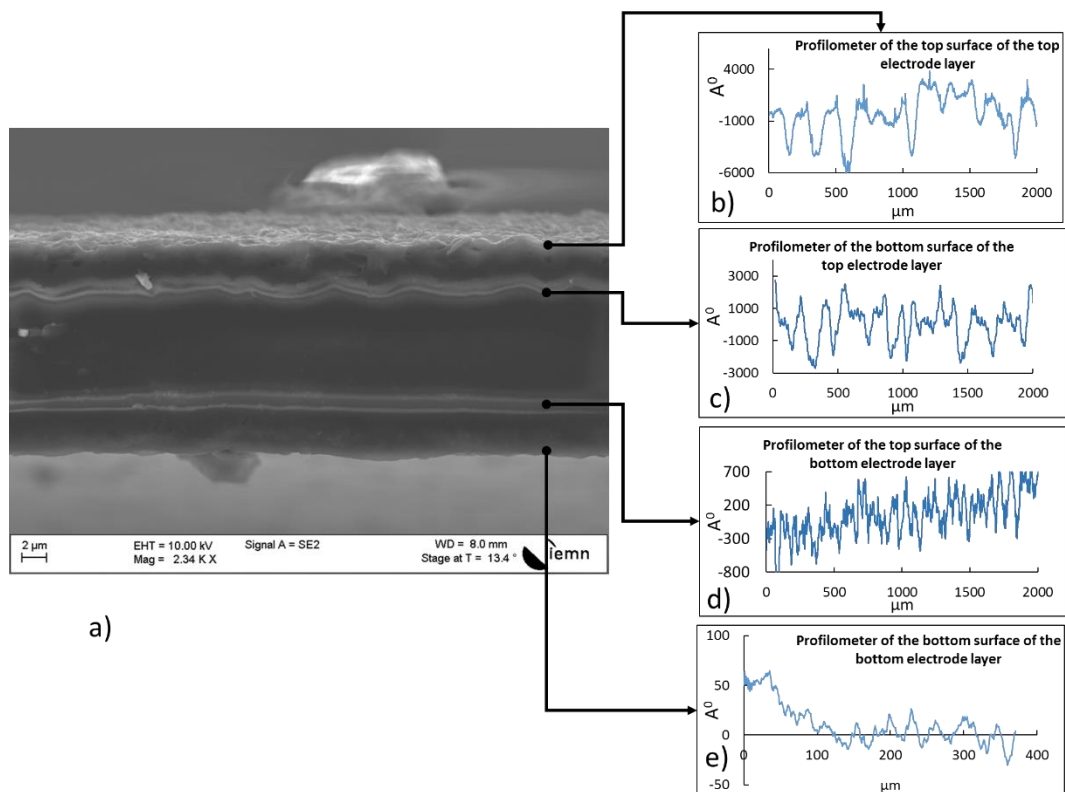 Profilometer of the top surface of the top
electrode layer
A⁰
4000
-1000
-6000
0
500
1000
1500
2000
µm
b)
Profilometer of the bottom surface of the
top electrode layer
A⁰
3000
1000
-1000
-3000
0
500
1000
1500
2000
µm
c)
Profilometer of the top surface of the
bottom electrode layer
A⁰
700
200
-300
-800
0
500
1000
1500
2000
µm
d)
Profilometer of the bottom surface of the
bottom electrode layer
A⁰
100
50
0
-50
0
100
200
300
400
µm
e)
2 µm
EHT = 10.00 kV
Signal A = SE2
WD = 8.0 mm
Mag = 2.34 K X
Stage at T = 13.4 °
iemn
a)